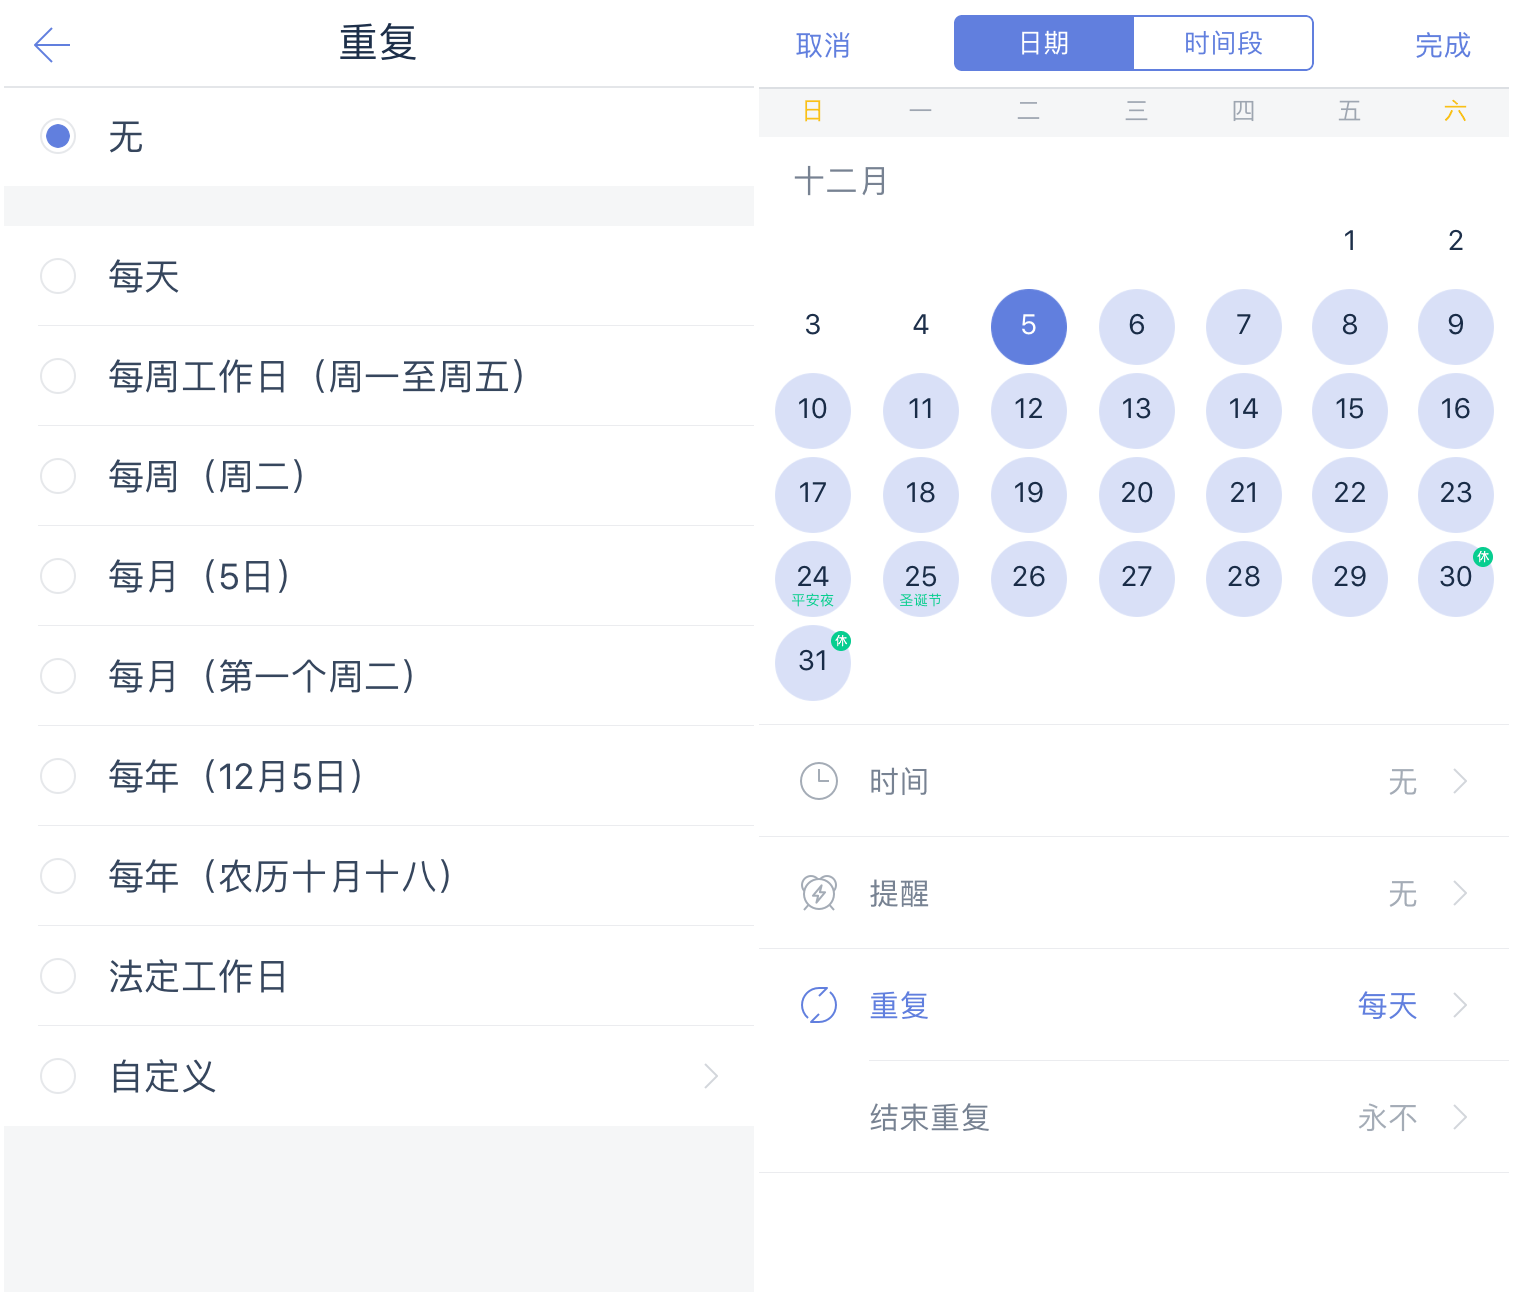 重复
无
每天
每周工作日（周一至周五）
每周（周二）
每月（5日）
每月（第一个周二）
每年（12月5日）
每年（农历十月十八）
法定工作日
自定义
取消 日期 时间段 完成
日 一 二 三 四 五 六
十二月
1 2
3 4 5 6 7 8 9
10 11 12 13 14 15 16
17 18 19 20 21 22 23
24 25 26 27 28 29 30 休
平安夜 圣诞节
31 休
时间 无
提醒 无
重复 每天
结束重复 永不